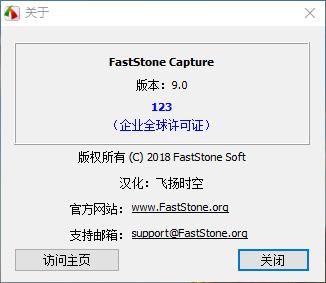 关于
FastStone Capture
版本：9.0
123
（企业全球许可证）
版权所有 (C) 2018 FastStone Soft
汉化：飞扬时空
官方网站：www.FastStone.org
支持邮箱：support@FastStone.org
访问主页 关闭